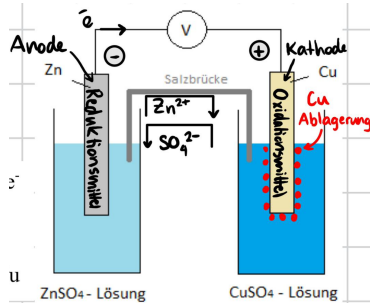 e⁻
V
Anode
−
+
Kathode
Zn
Cu
Salzbrücke
Zn²⁺
SO₄²⁻
Reduktionsmittel
Oxidationsmittel
Cu
Ablagerung
e⁻
u
ZnSO4 - Lösung
CuSO4 - Lösung